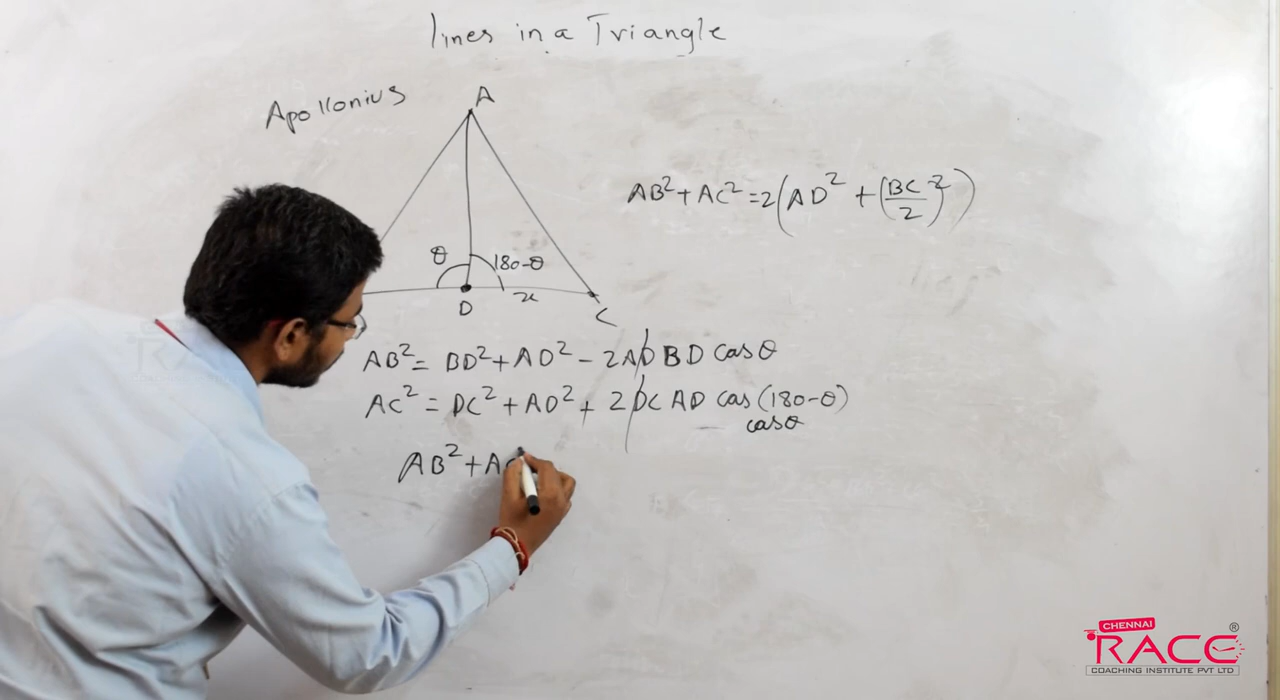 lines in a Triangle
Apollonius
A
AB²+AC²=2(AD²+(BC/2)²)
θ 180-θ
D x C
AB² = BD²+AD²-2AD BD cosθ
AC² = DC²+AD²+2DC AD cos(180-θ)
cosθ
AB²+AC
CHENNAI
RACE®
COACHING INSTITUTE PVT LTD